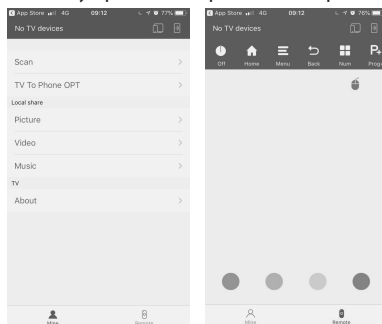 App Store 4G 09:12 77%
No TV devices
Scan
TV To Phone OPT
Local share
Picture
Video
Music
TV
About
Mine Remote
App Store 4G 09:12 76%
No TV devices
Off Home Menu Back Num Prog
Mine Remote